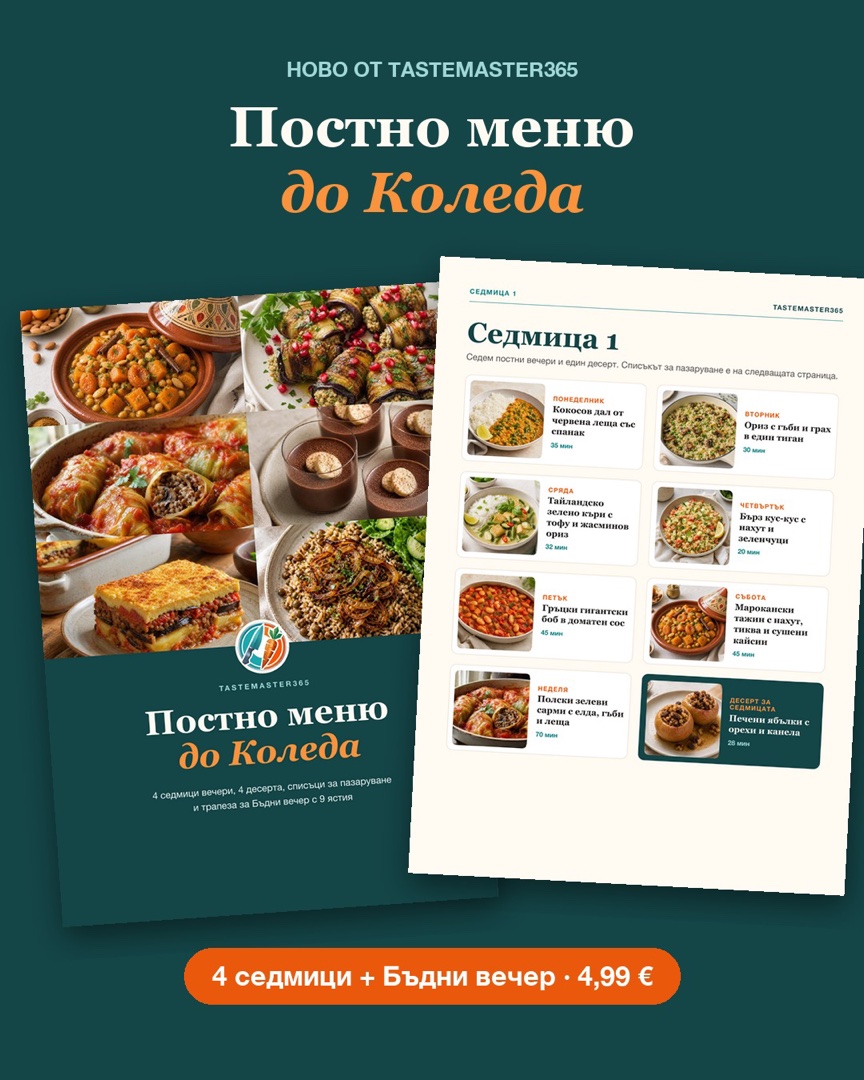 НОВО ОТ TASTEMASTER365
Постно меню
до Коледа
TASTEMASTER365
Постно меню
до Коледа
4 седмици вечери, 4 десерта, списъци за пазаруване
и трапеза за Бъдни вечер с 9 ястия
СЕДМИЦА 1
TASTEMASTER365
Седмица 1
Седем постни вечери и един десерт. Списъкът за пазаруване е на следващата страница.
ПОНЕДЕЛНИК
Кокосов дал от
червена леща със
спанак
35 мин
ВТОРНИК
Ориз с гъби и грах
в един тиган
30 мин
СРЯДА
Тайландско
зелено къри с
тофу и жасминов
ориз
32 мин
ЧЕТВЪРТЪК
Бърз кус-кус с
нахут и
зеленчуци
20 мин
ПЕТЪК
Гръцки гигантски
боб в доматен сос
45 мин
СЪБОТА
Марокански
тажин с нахут,
тиква и сушени
кайсии
45 мин
НЕДЕЛЯ
Полски зелеви
сарми с елда, гъби
и леща
70 мин
ДЕСЕРТ ЗА
СЕДМИЦАТА
Печени ябълки с
орехи и канела
28 мин
4 седмици + Бъдни вечер · 4,99 €